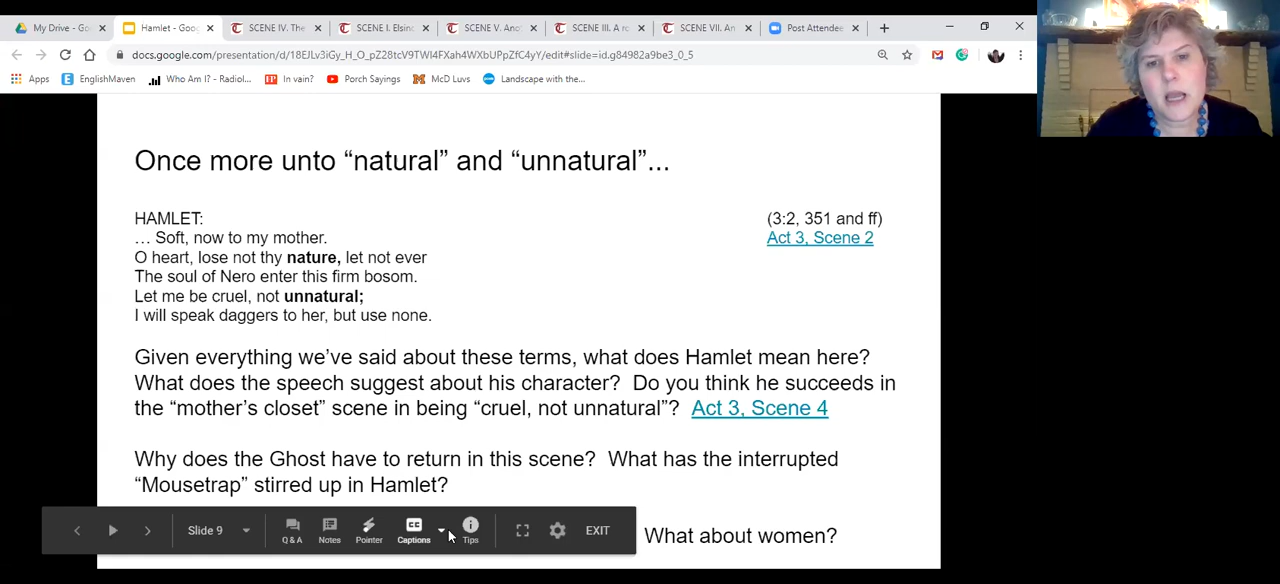 My Drive - Goo
Hamlet - Goog
SCENE IV. The
SCENE I. Elsino
SCENE V. Anot
SCENE III. A ro
SCENE VII. An
Post Attendee
docs.google.com/presentation/d/18EJLv3iGy_H_O_pZ28tcV9TWI4FXah4WXbUPpZfC4yY/edit#slide=id.g84982a9be3_0_5
Apps
EnglishMaven
Who Am I? - Radiol...
In vain?
Porch Sayings
McD Luvs
Landscape with the...
Once more unto “natural” and “unnatural”...
HAMLET:
(3:2, 351 and ff)
… Soft, now to my mother.
Act 3, Scene 2
O heart, lose not thy nature, let not ever
The soul of Nero enter this firm bosom.
Let me be cruel, not unnatural;
I will speak daggers to her, but use none.
Given everything we’ve said about these terms, what does Hamlet mean here?
What does the speech suggest about his character?  Do you think he succeeds in
the “mother’s closet” scene in being “cruel, not unnatural”?  Act 3, Scene 4
Why does the Ghost have to return in this scene?  What has the interrupted
“Mousetrap” stirred up in Hamlet?
What about women?
Slide 9
Q & A
Notes
Pointer
CC
Captions
Tips
EXIT